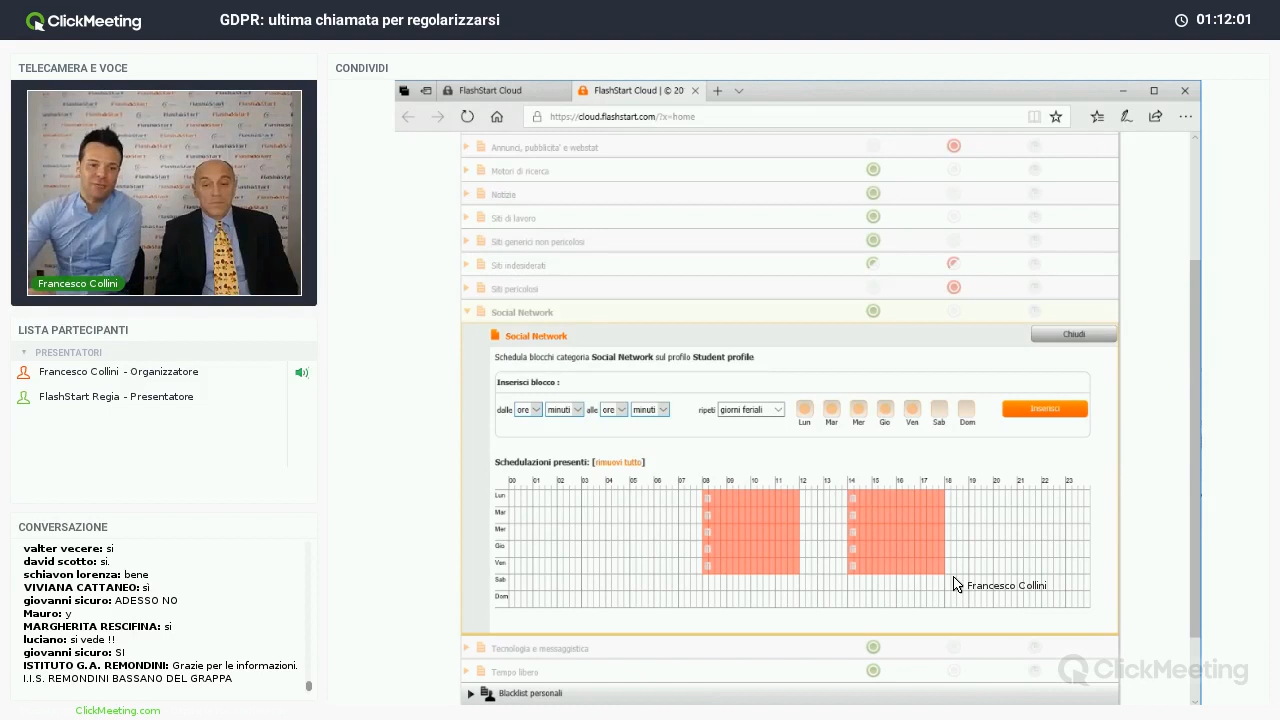 ClickMeeting
GDPR: ultima chiamata per regolarizzarsi
01:12:01
TELECAMERA E VOCE
Francesco Collini
LISTA PARTECIPANTI
PRESENTATORI
Francesco Collini - Organizzatore
FlashStart Regia - Presentatore
CONVERSAZIONE
valter vecere: si
david scotto: si.
schiavon lorenza: bene
VIVIANA CATTANEO: sì
giovanni sicuro: ADESSO NO
Mauro: y
MARGHERITA RESCIFINA: si
luciano: si vede !!
giovanni sicuro: SI
ISTITUTO G.A. REMONDINI: Grazie per le informazioni.
I.I.S. REMONDINI BASSANO DEL GRAPPA
ClickMeeting.com
CONDIVIDI
FlashStart Cloud
FlashStart Cloud | © 20
https://cloud.flashstart.com/?x=home
Annunci, pubblicita' e webstat
Motori di ricerca
Notizie
Siti di lavoro
Siti generici non pericolosi
Siti indesiderati
Siti pericolosi
Social Network
Social Network
Chiudi
Schedula blocchi categoria Social Network sul profilo Student profile
Inserisci blocco :
dalle ore minuti alle ore minuti ripeti giorni feriali
Lun Mar Mer Gio Ven Sab Dom
Inserisci
Schedulazioni presenti: [rimuovi tutto]
00 01 02 03 04 05 06 07 08 09 10 11 12 13 14 15 16 17 18 19 20 21 22 23
Lun
Mar
Mer
Gio
Ven
Sab
Dom
Francesco Collini
Tecnologia e messaggistica
Tempo libero
Blacklist personali
ClickMeeting